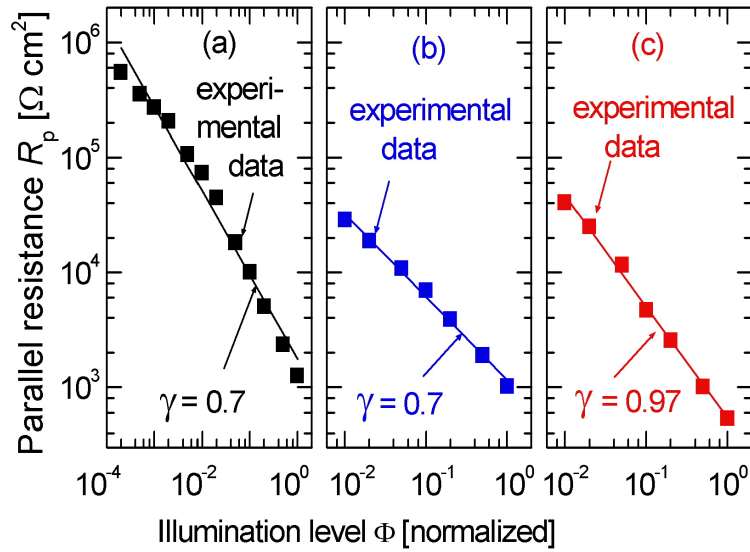 Parallel resistance Rₚ [Ω cm²]
10⁶
10⁵
10⁴
10³
(a)
experi-
mental
data
γ = 0.7
(b)
experimental
data
γ = 0.7
(c)
experimental
data
γ = 0.97
10⁻⁴ 10⁻² 10⁰ 10⁻² 10⁻¹ 10⁰ 10⁻² 10⁻¹ 10⁰
Illumination level Φ [normalized]